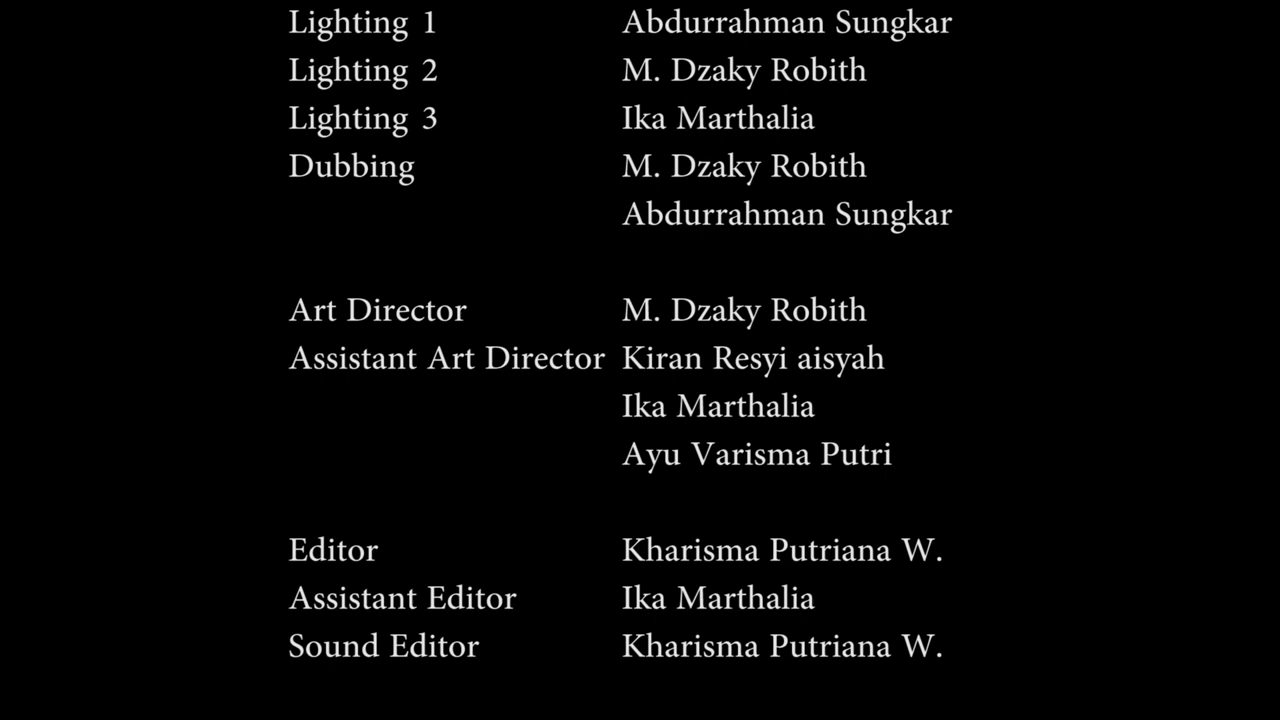 Lighting 1 Abdurrahman Sungkar
Lighting 2 M. Dzaky Robith
Lighting 3 Ika Marthalia
Dubbing M. Dzaky Robith
Abdurrahman Sungkar
Art Director M. Dzaky Robith
Assistant Art Director Kiran Resyi aisyah
Ika Marthalia
Ayu Varisma Putri
Editor Kharisma Putriana W.
Assistant Editor Ika Marthalia
Sound Editor Kharisma Putriana W.